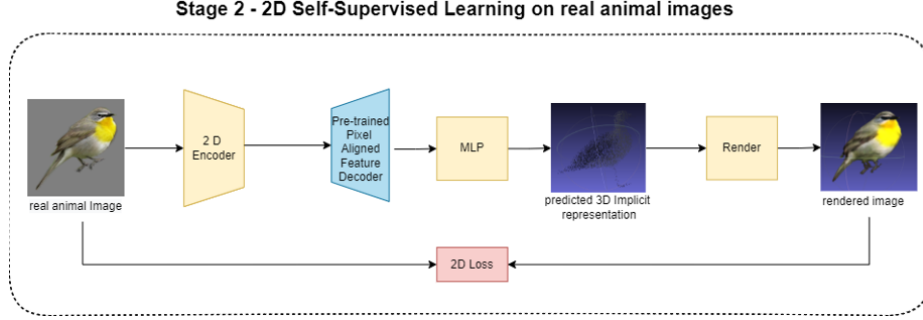 Stage 2 - 2D Self-Supervised Learning on real animal images
real animal Image
2 D
Encoder
Pre-trained
Pixel
Aligned
Feature
Decoder
MLP
predicted 3D Implicit
representation
Render
rendered image
2D Loss